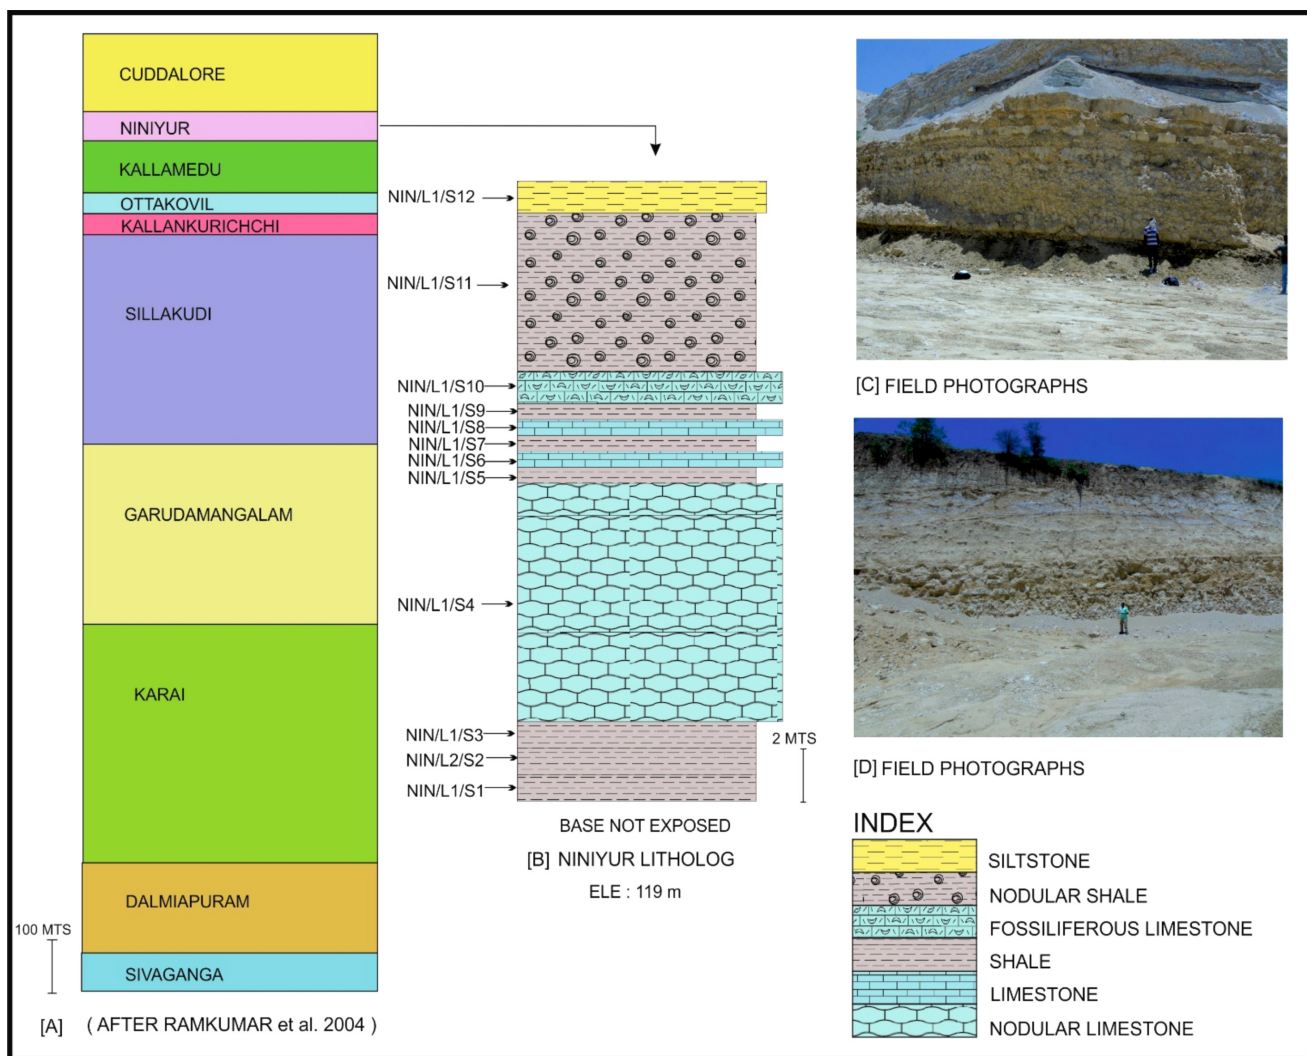 CUDDALORE
NINIYUR
KALLAMEDU
OTTAKOVIL
KALLANKURICHCHI
SILLAKUDI
GARUDAMANGALAM
KARAI
DALMIAPURAM
SIVAGANGA
100 MTS
[A] ( AFTER RAMKUMAR et al. 2004 )
NIN/L1/S12
NIN/L1/S11
NIN/L1/S10
NIN/L1/S9
NIN/L1/S8
NIN/L1/S7
NIN/L1/S6
NIN/L1/S5
NIN/L1/S4
NIN/L1/S3
NIN/L2/S2
NIN/L1/S1
2 MTS
BASE NOT EXPOSED
[B] NINIYUR LITHOLOG
ELE : 119 m
[C] FIELD PHOTOGRAPHS
[D] FIELD PHOTOGRAPHS
INDEX
SILTSTONE
NODULAR SHALE
FOSSILIFEROUS LIMESTONE
SHALE
LIMESTONE
NODULAR LIMESTONE